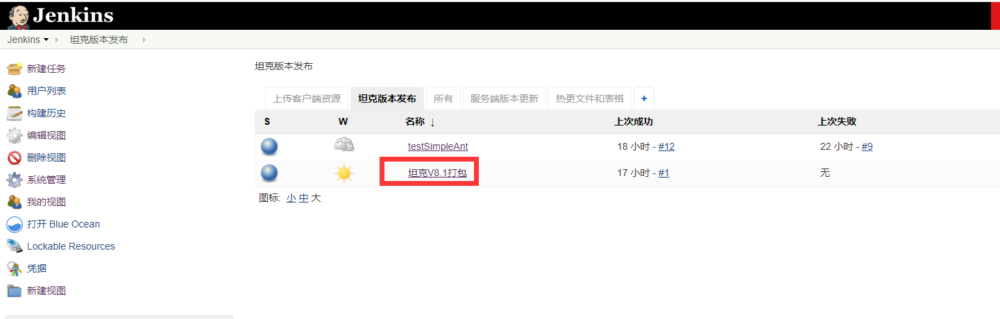 Jenkins
Jenkins 坦克版本发布
新建任务
用户列表
构建历史
编辑视图
删除视图
系统管理
我的视图
打开 Blue Ocean
Lockable Resources
凭据
新建视图
坦克版本发布
上传客户端资源 坦克版本发布 所有 服务端版本更新 热更文件和表格 +
S W 名称 ↓ 上次成功 上次失败
testSimpleAnt 18 小时 - #12 22 小时 - #9
坦克V8.1打包 17 小时 - #1 无
图标: 小 中 大